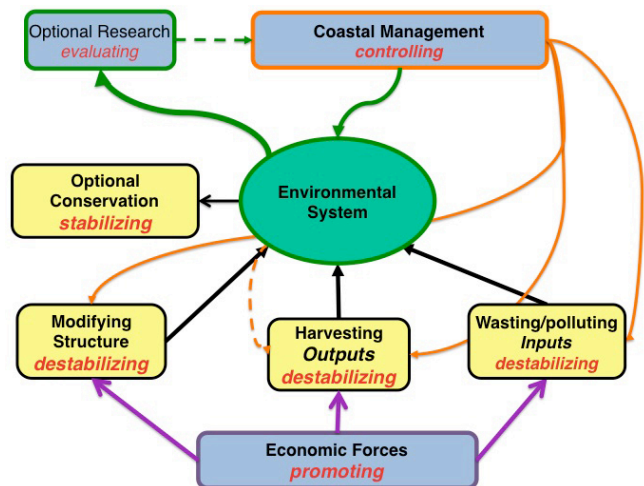 Optional Research
evaluating
Coastal Management
controlling
Optional
Conservation
stabilizing
Environmental
System
Modifying
Structure
destabilizing
Harvesting
Outputs
destabilizing
Wasting/polluting
Inputs
destabilizing
Economic Forces
promoting